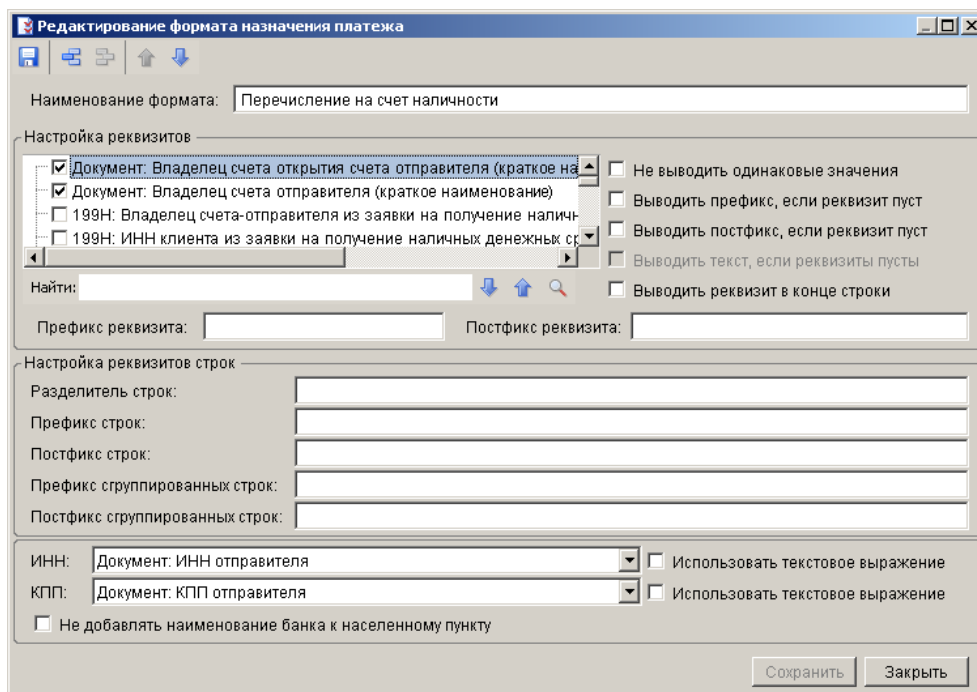 Редактирование формата назначения платежа
Наименование формата: Перечисление на счет наличности
Настройка реквизитов
Документ: Владелец счета открытия счета отправителя (краткое на
Документ: Владелец счета отправителя (краткое наименование)
199Н: Владелец счета-отправителя из заявки на получение наличн
199Н: ИНН клиента из заявки на получение наличных денежных ср
Не выводить одинаковые значения
Выводить префикс, если реквизит пуст
Выводить постфикс, если реквизит пуст
Выводить текст, если реквизиты пусты
Выводить реквизит в конце строки
Найти:
Префикс реквизита: Постфикс реквизита:
Настройка реквизитов строк
Разделитель строк:
Префикс строк:
Постфикс строк:
Префикс сгруппированных строк:
Постфикс сгруппированных строк:
ИНН: Документ: ИНН отправителя Использовать текстовое выражение
КПП: Документ: КПП отправителя Использовать текстовое выражение
Не добавлять наименование банка к населенному пункту
Сохранить Закрыть